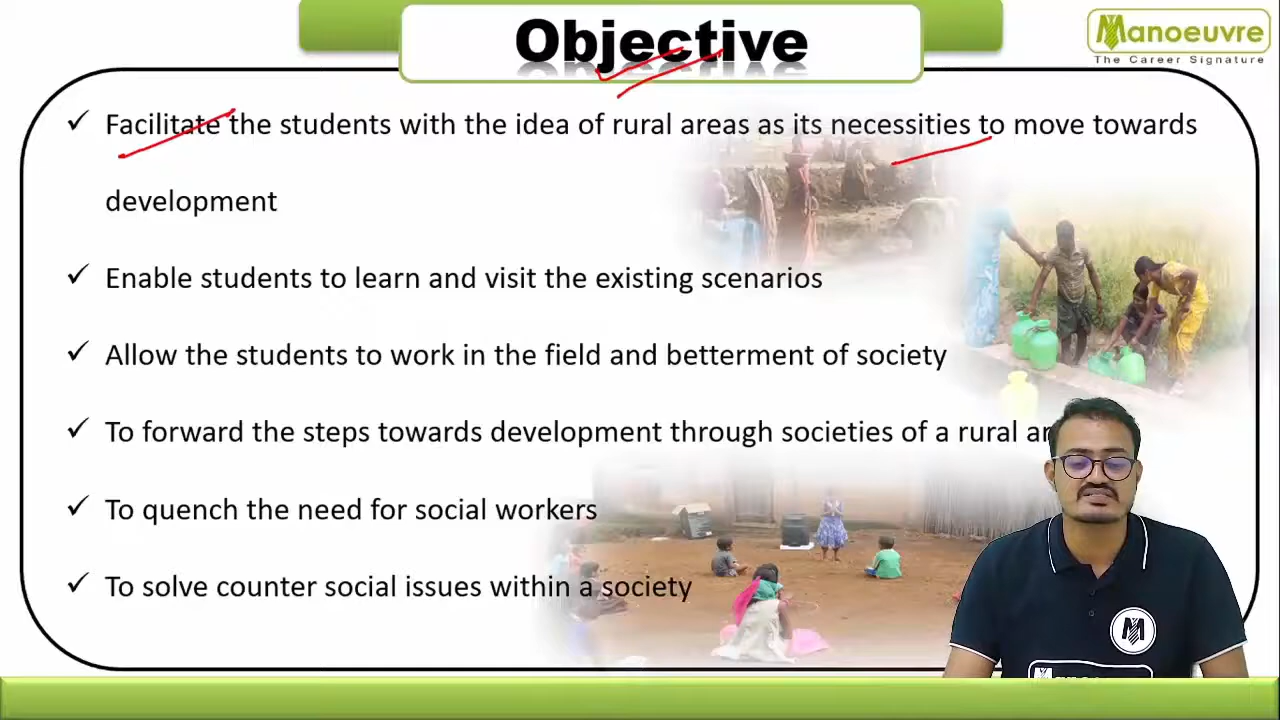 Objective
Manoeuvre
The Career Signature
Facilitate the students with the idea of rural areas as its necessities to move towards
development
Enable students to learn and visit the existing scenarios
Allow the students to work in the field and betterment of society
To forward the steps towards development through societies of a rural
To quench the need for social workers
To solve counter social issues within a society